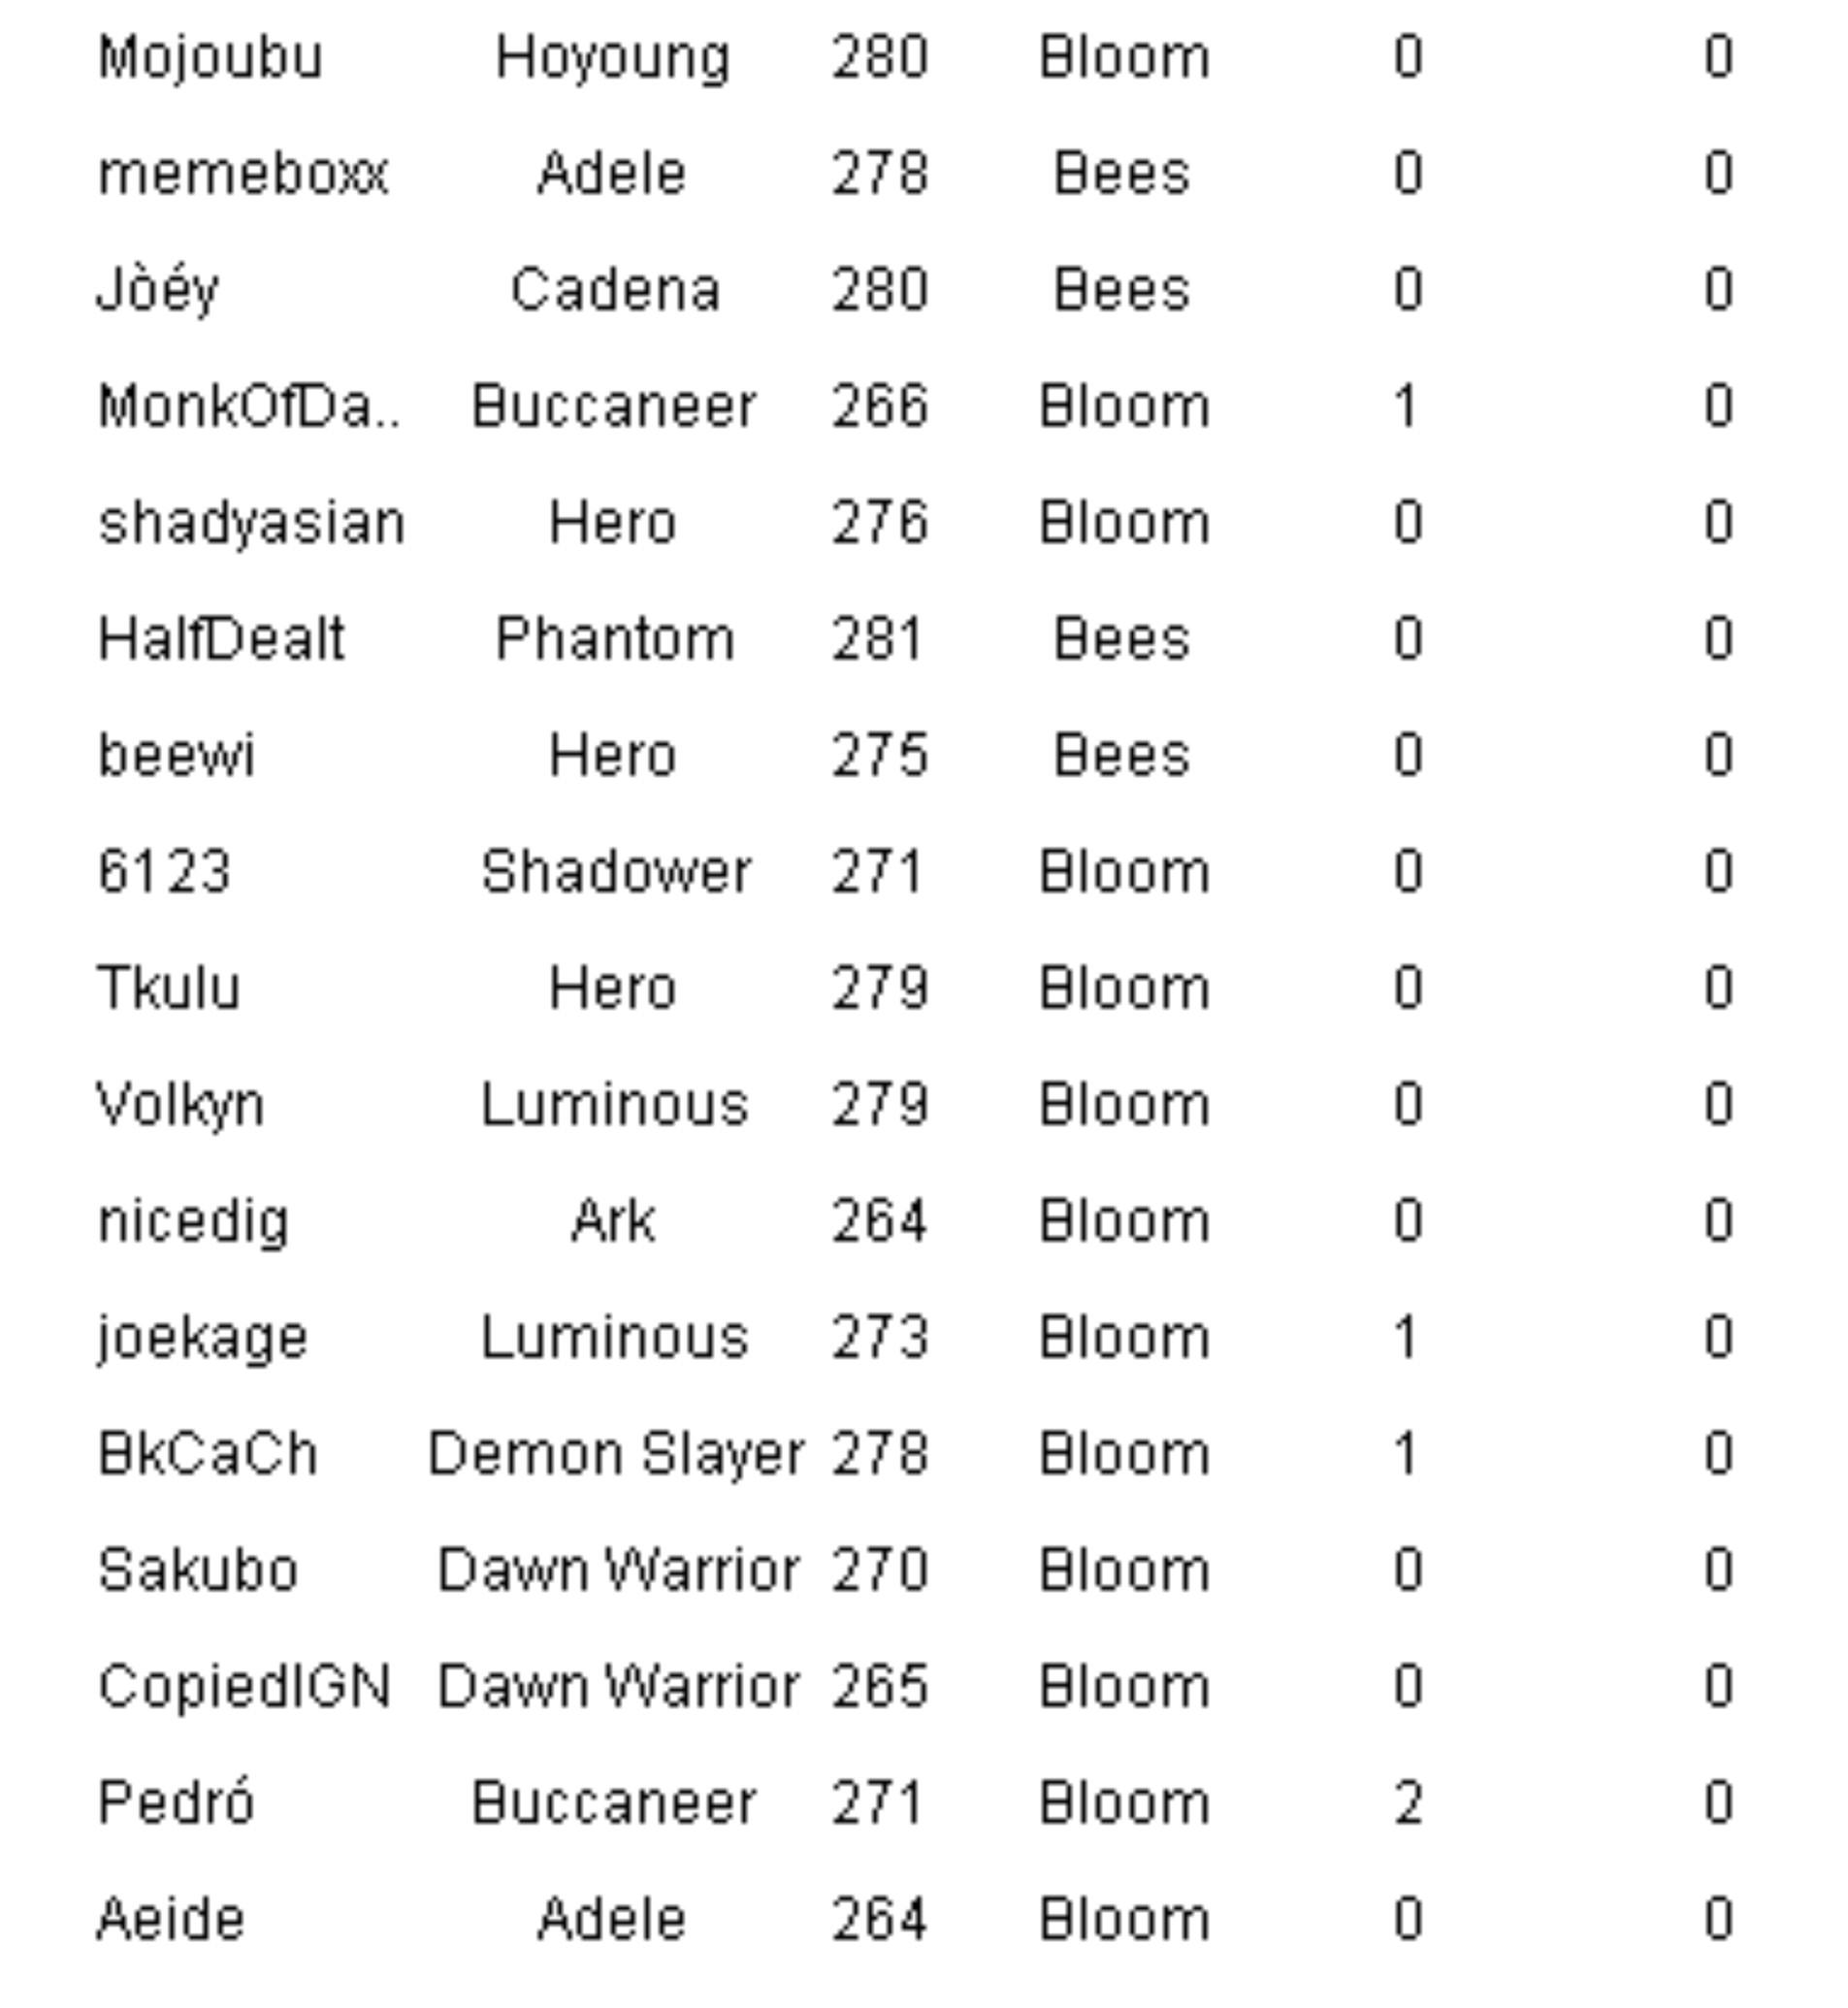 Mojoubu Hoyoung 280 Bloom 0 0
memeboxx Adele 278 Bees 0 0
Jòéy Cadena 280 Bees 0 0
MonkOfDa.. Buccaneer 266 Bloom 1 0
shadyasian Hero 276 Bloom 0 0
HalfDealt Phantom 281 Bees 0 0
beewi Hero 275 Bees 0 0
6123 Shadower 271 Bloom 0 0
Tkulu Hero 279 Bloom 0 0
Volkyn Luminous 279 Bloom 0 0
nicedig Ark 264 Bloom 0 0
joekage Luminous 273 Bloom 1 0
BkCaCh Demon Slayer 278 Bloom 1 0
Sakubo Dawn Warrior 270 Bloom 0 0
CopiedIGN Dawn Warrior 265 Bloom 0 0
Pedró Buccaneer 271 Bloom 2 0
Aeide Adele 264 Bloom 0 0